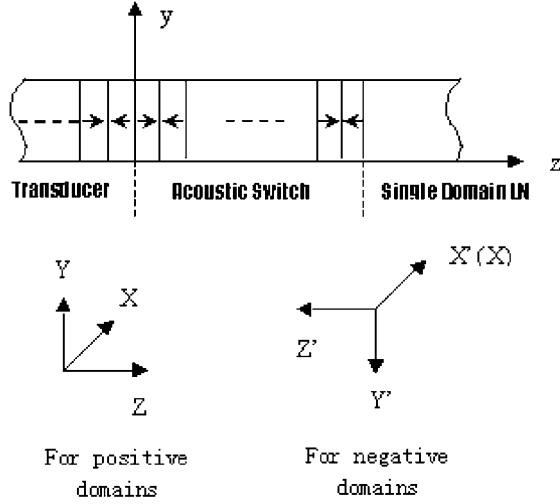 y
z
Transducer Acoustic Switch Single Domain LN
Y
X
Z
X'(X)
Z'
Y'
For positive
domains
For negative
domains